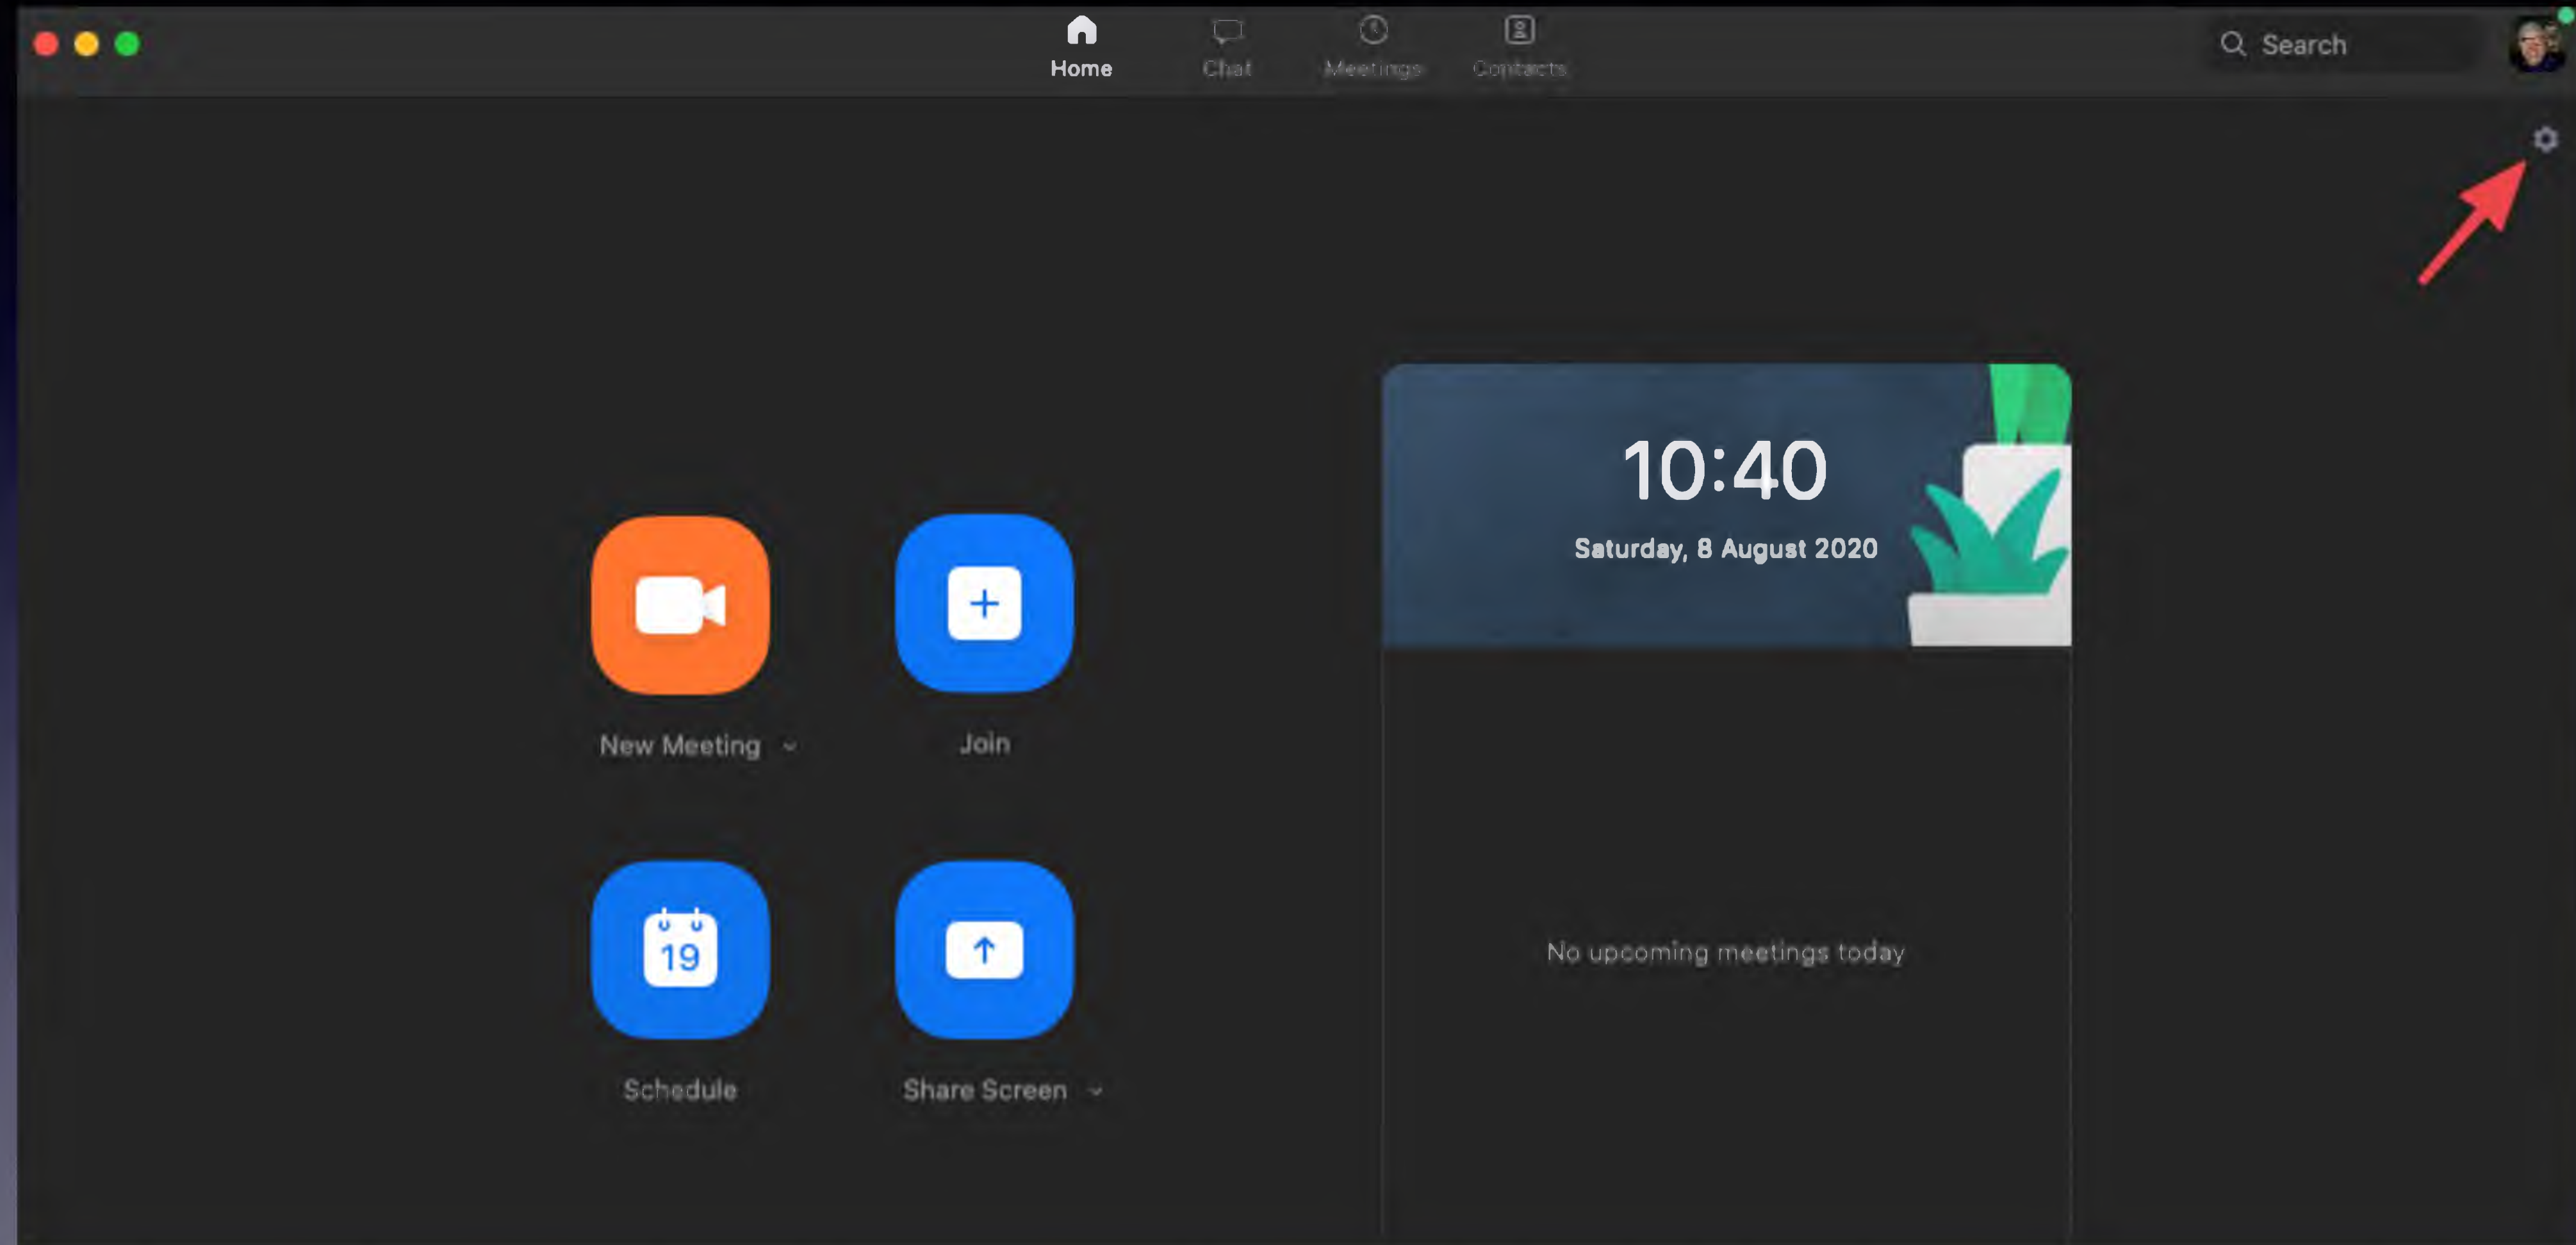 Home
Chat
Meetings
Contacts
Search
10:40
Saturday, 8 August 2020
New Meeting
Join
19
Schedule
Share Screen
No upcoming meetings today